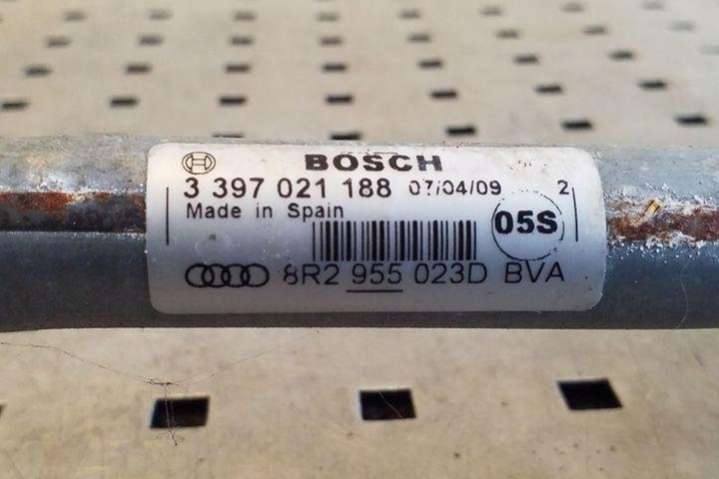 BOSCH
3 397 021 188 07/04/09 2
Made in Spain
05S
8R2 955 023D BVA